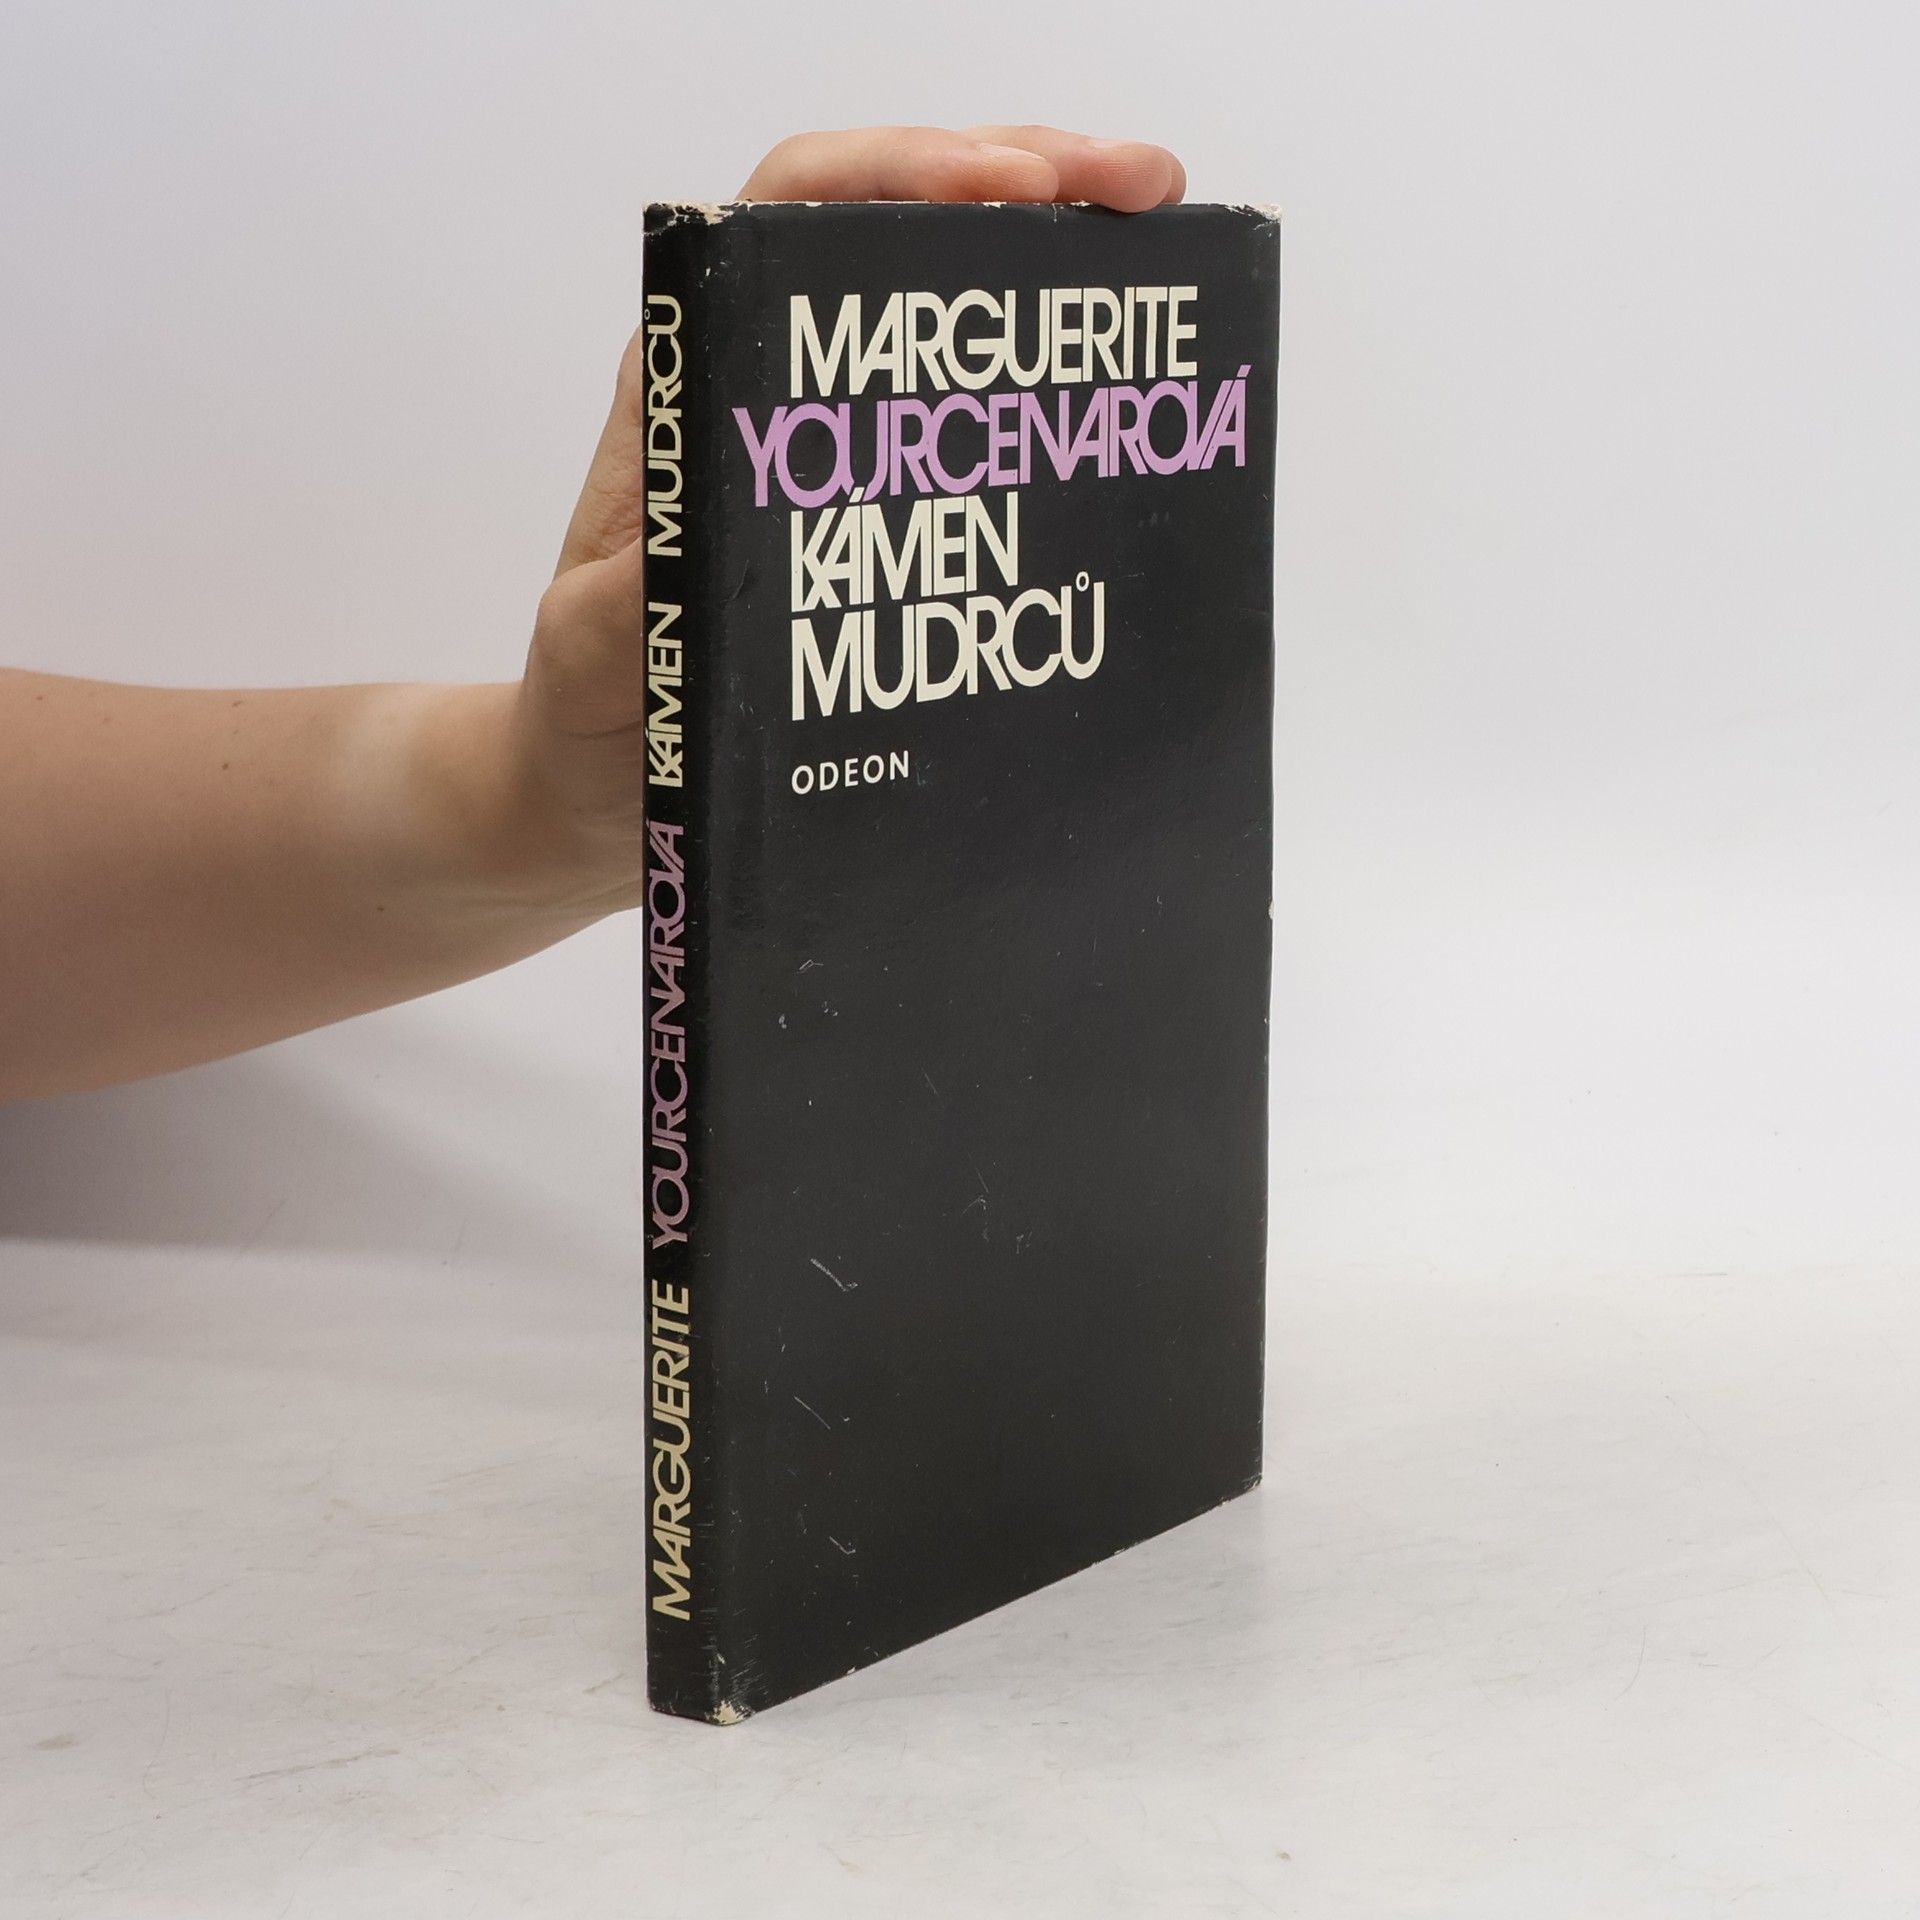 MARGUERITE
YOURCENAROVÁ
KÁMEN
MUDRCŮ
ODEON
MARGUERITE YOURCENAROVÁ KÁMEN MUDRCŮ